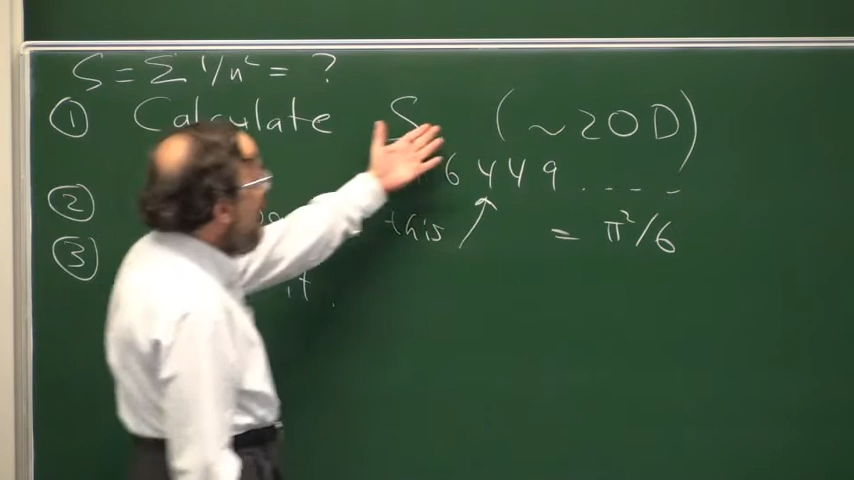 S = Σ 1/n² = ?
① Calculate S (~20D)
6449.....
② this ↗ = π²/6
③ it.